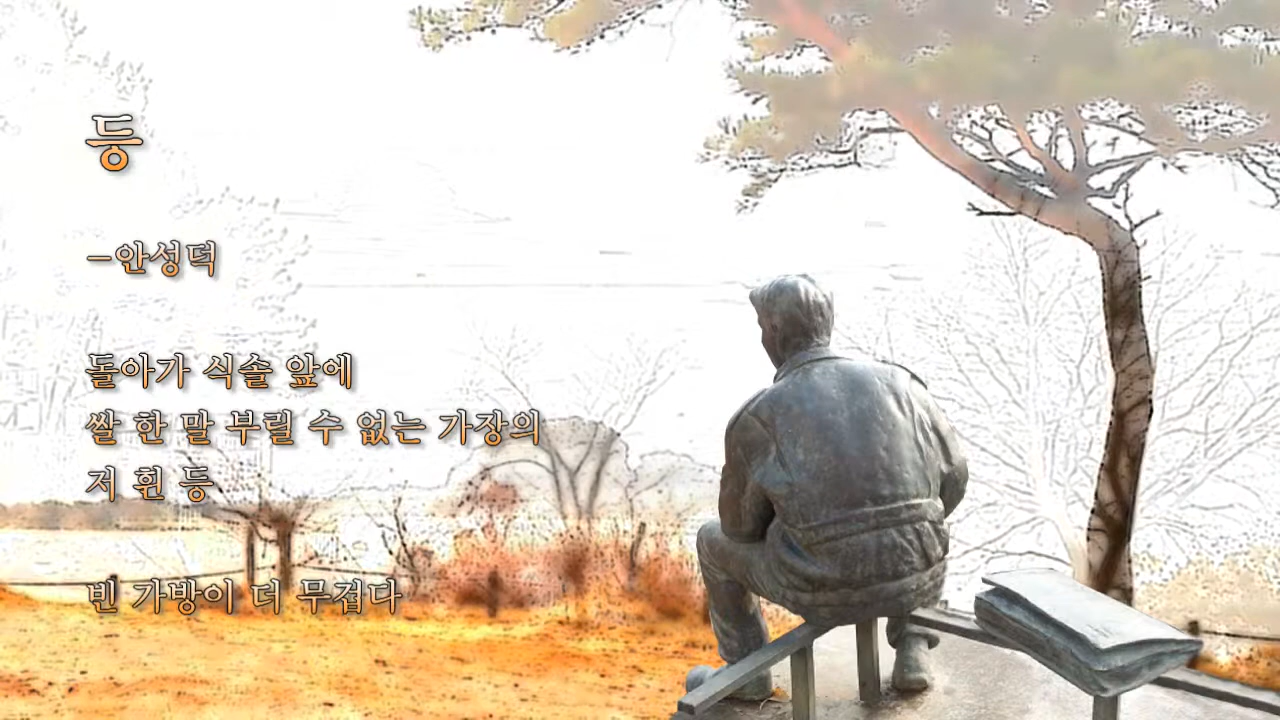 등
-안성덕
돌아가 식솔 앞에
쌀 한 말 부릴 수 없는 가장의
저 휜 등
빈 가방이 더 무겁다